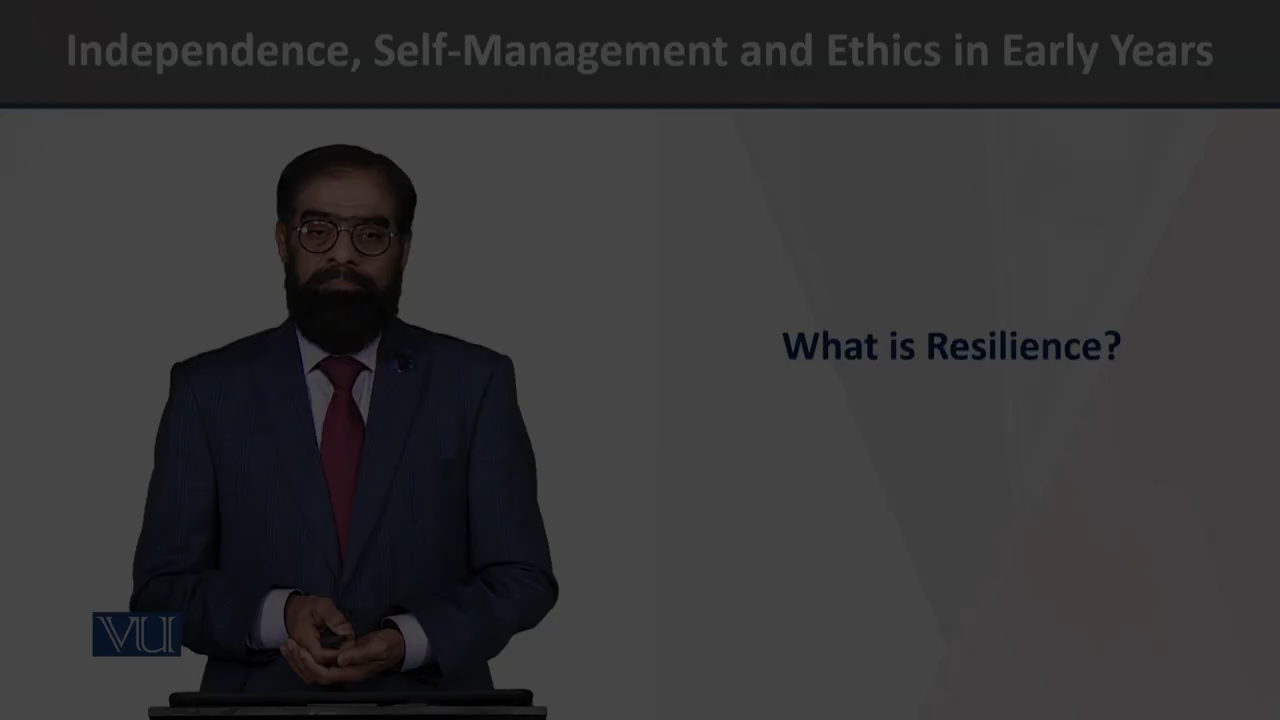 Independence, Self-Management and Ethics in Early Years
What is Resilience?
VU